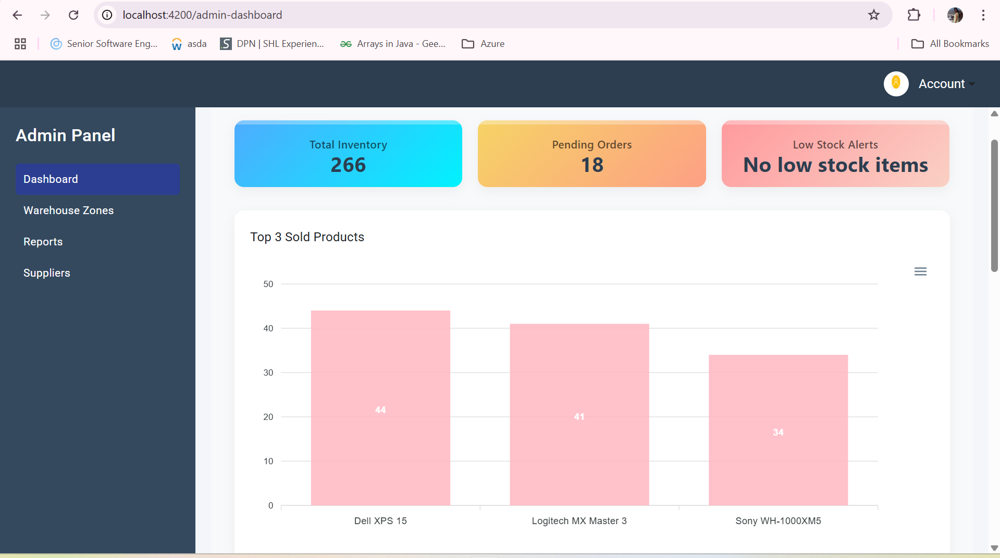 localhost:4200/admin-dashboard
Senior Software Eng...
asda
DPN | SHL Experien...
Arrays in Java - Gee...
Azure
All Bookmarks
Account
Admin Panel
Dashboard
Warehouse Zones
Reports
Suppliers
Total Inventory
266
Pending Orders
18
Low Stock Alerts
No low stock items
Top 3 Sold Products
50
40
30
20
10
0
44
41
34
Dell XPS 15
Logitech MX Master 3
Sony WH-1000XM5